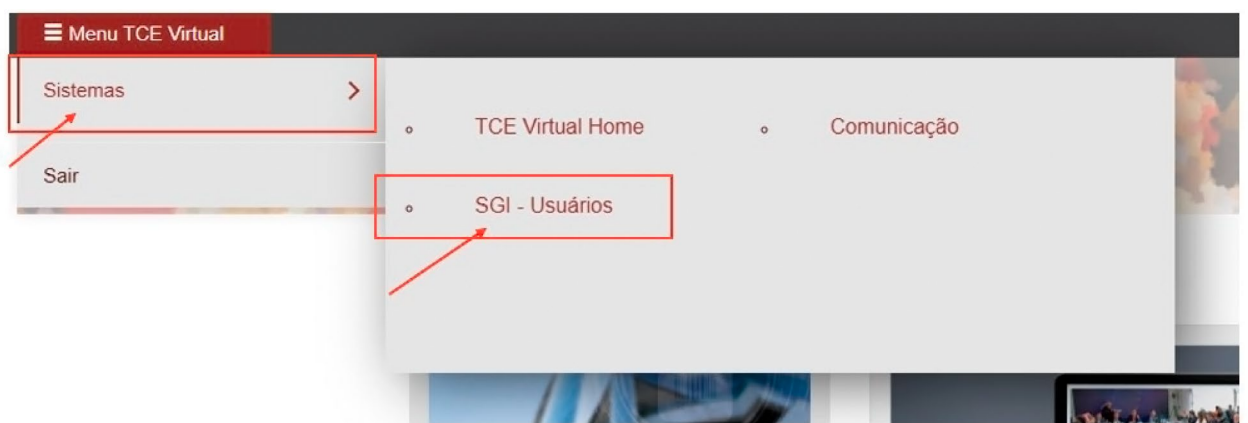 Menu TCE Virtual
Sistemas
TCE Virtual Home
Comunicação
Sair
SGI - Usuários